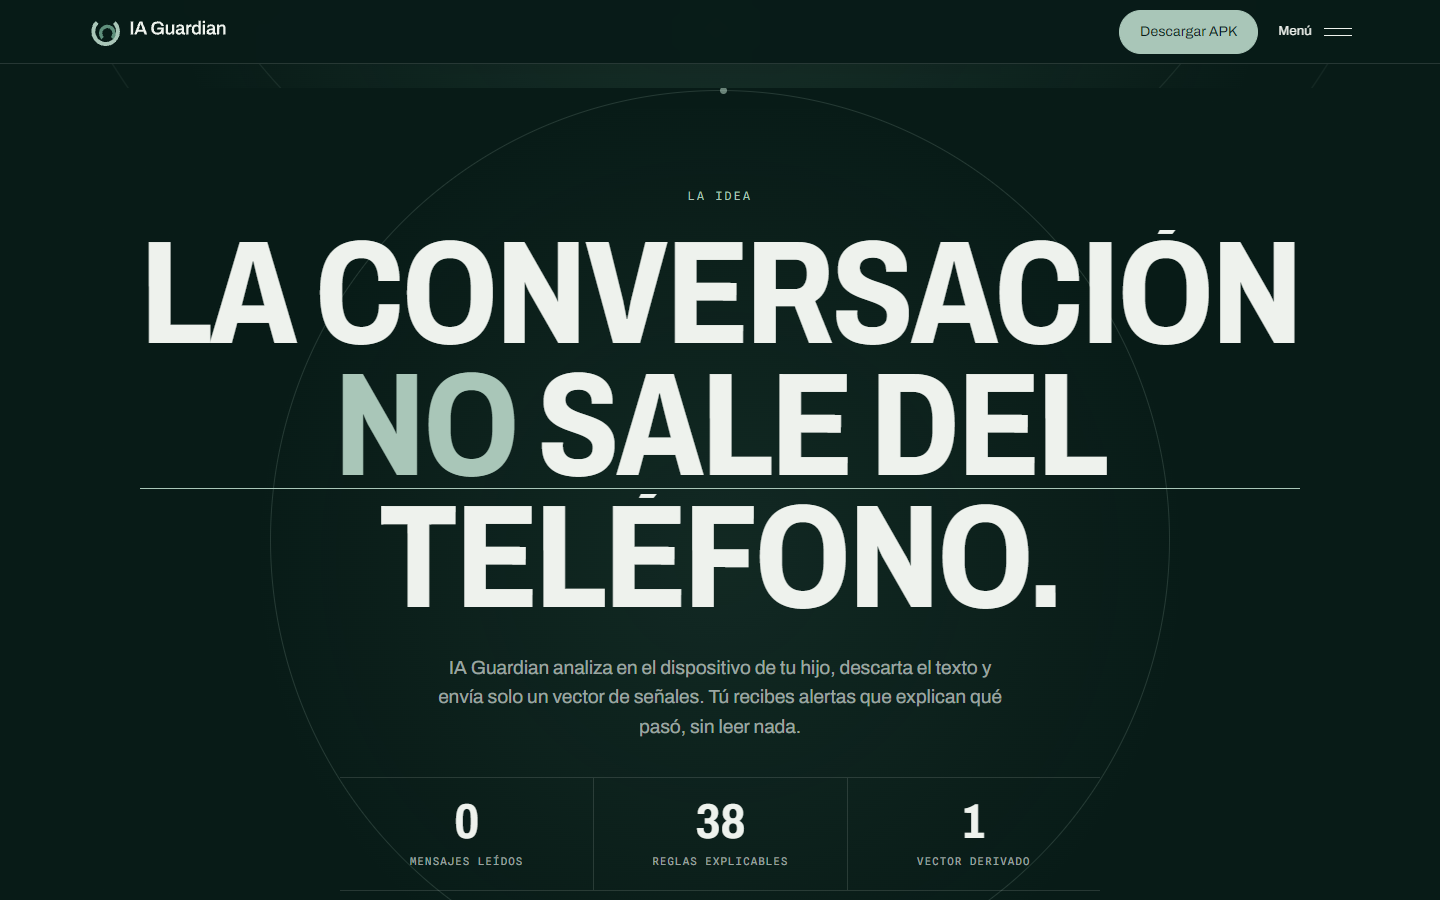 IA Guardian
Descargar APK
Menú
LA IDEA
LA CONVERSACIÓN
NO SALE DEL
TELÉFONO.
IA Guardian analiza en el dispositivo de tu hijo, descarta el texto y
envía solo un vector de señales. Tú recibes alertas que explican qué
pasó, sin leer nada.
0
MENSAJES LEÍDOS
38
REGLAS EXPLICABLES
1
VECTOR DERIVADO